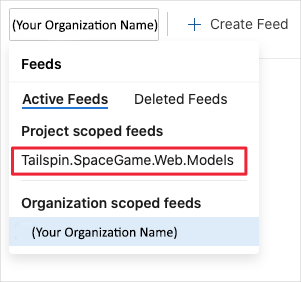 (Your Organization Name)
+ Create Feed
Feeds
Active Feeds Deleted Feeds
Project scoped feeds
Tailspin.SpaceGame.Web.Models
Organization scoped feeds
(Your Organization Name)